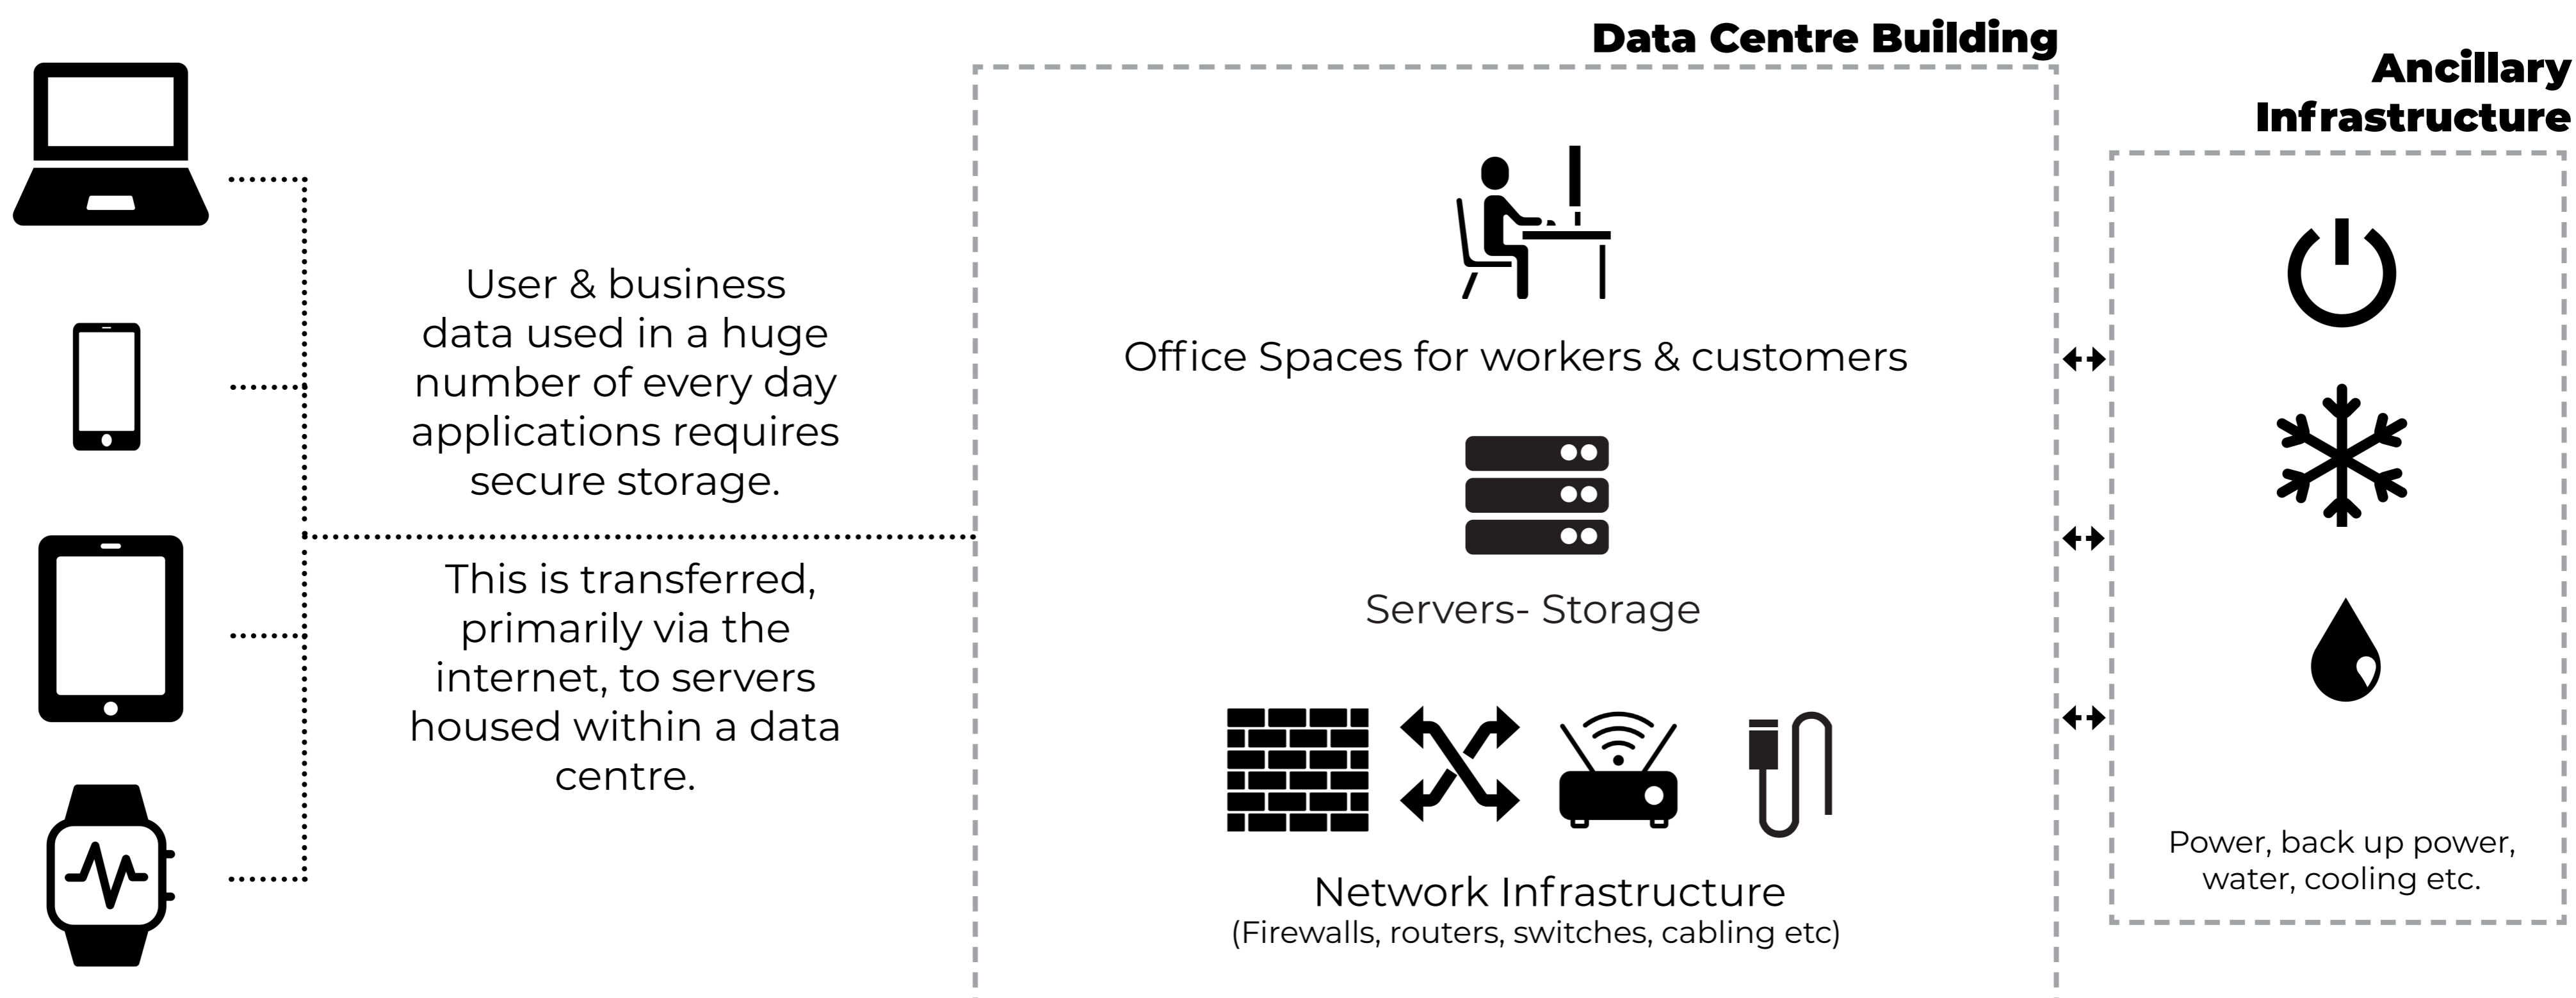 User & business
data used in a huge
number of every day
applications requires
secure storage.
This is transferred,
primarily via the
internet, to servers
housed within a data
centre.
Data Centre Building
Office Spaces for workers & customers
Servers- Storage
Network Infrastructure
(Firewalls, routers, switches, cabling etc)
Ancillary
Infrastructure
Power, back up power,
water, cooling etc.